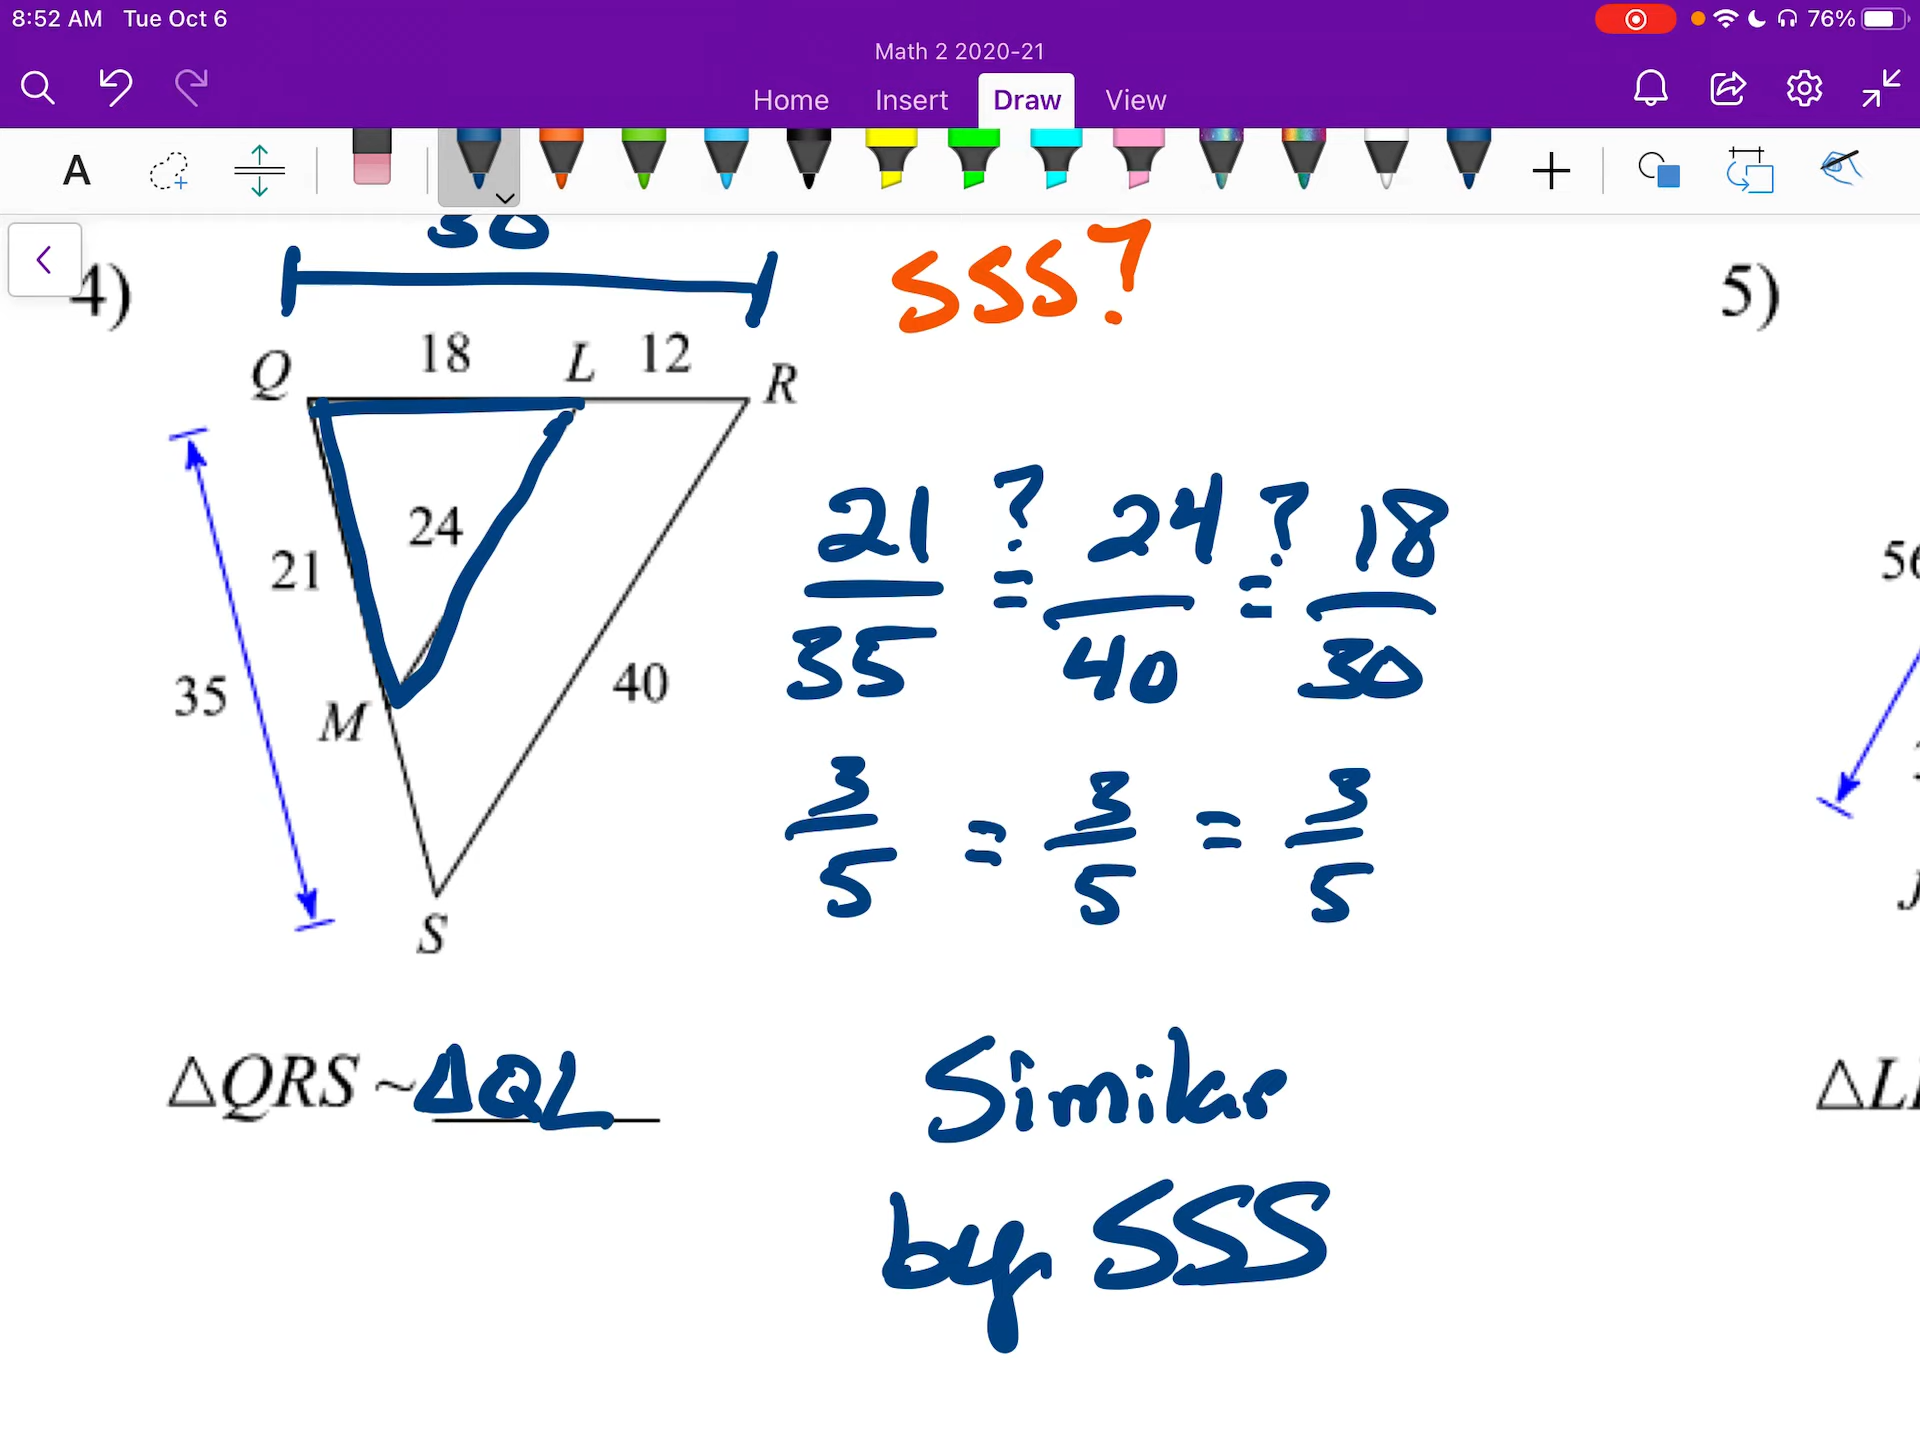 8:52 AM Tue Oct 6
76%
Math 2 2020-21
Home Insert Draw View
A
30
SSS?
4)
5)
18 12
Q L R
21 ? 24 ? 18
24
56
21
= =
35 40 30
35 40
M
3 = 3 = 3
5 5 5
S
△QRS ~ △QL
Similar
△L
by SSS